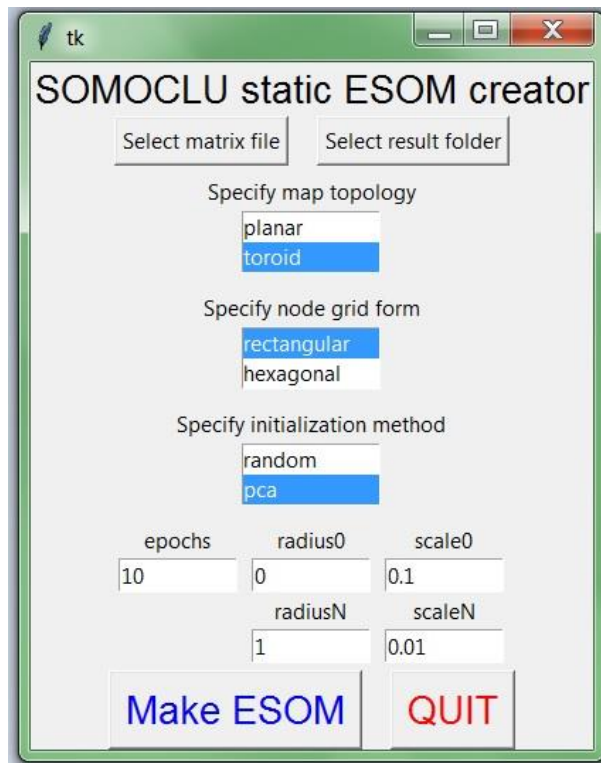 tk
SOMOCLU static ESOM creator
Select matrix file Select result folder
Specify map topology
planar
toroid
Specify node grid form
rectangular
hexagonal
Specify initialization method
random
pca
epochs radius0 scale0
10 0 0.1
radiusN scaleN
1 0.01
Make ESOM QUIT